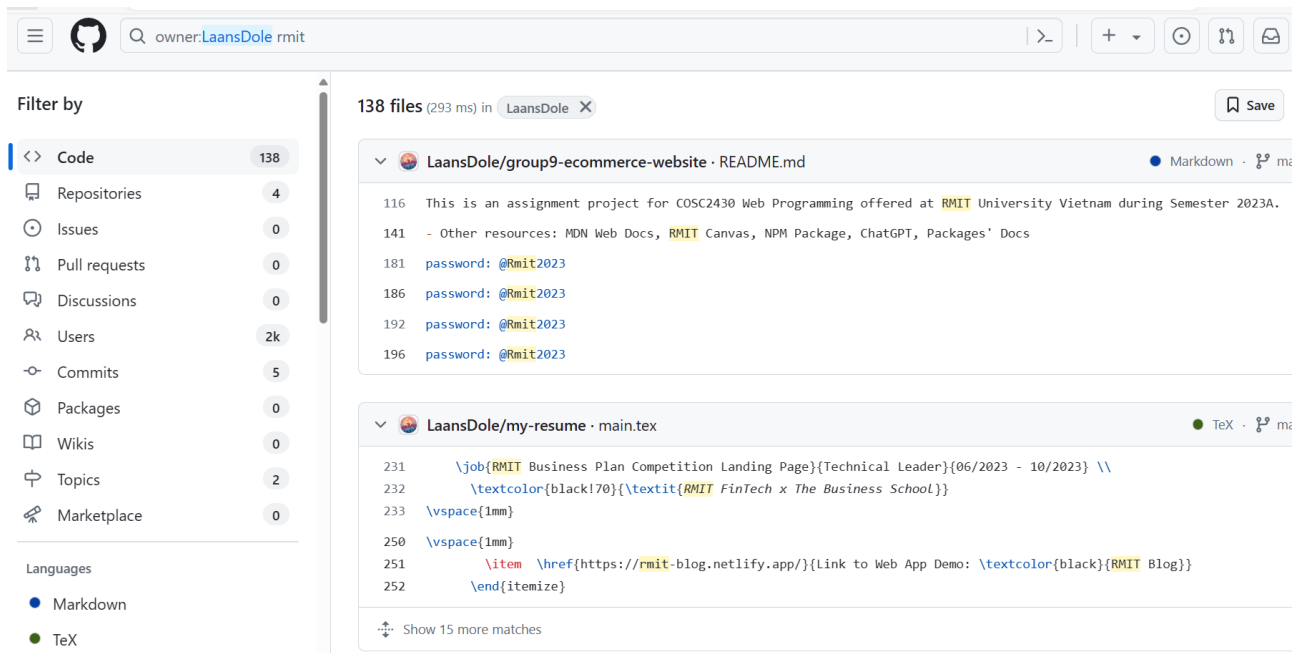 owner:LaansDole rmit
Filter by
Code 138
Repositories 4
Issues 0
Pull requests 0
Discussions 0
Users 2k
Commits 5
Packages 0
Wikis 0
Topics 2
Marketplace 0
Languages
Markdown
TeX
138 files (293 ms) in LaansDole
Save
LaansDole/group9-ecommerce-website · README.md
Markdown ·
116 This is an assignment project for COSC2430 Web Programming offered at RMIT University Vietnam during Semester 2023A.
141 - Other resources: MDN Web Docs, RMIT Canvas, NPM Package, ChatGPT, Packages' Docs
181 password: @Rmit2023
186 password: @Rmit2023
192 password: @Rmit2023
196 password: @Rmit2023
LaansDole/my-resume · main.tex
TeX ·
231 \job{RMIT Business Plan Competition Landing Page}{Technical Leader}{06/2023 - 10/2023} \\
232 \textcolor{black!70}{\textit{RMIT FinTech x The Business School}}
233 \vspace{1mm}
250 \vspace{1mm}
251 \item \href{https://rmit-blog.netlify.app/}{Link to Web App Demo: \textcolor{black}{RMIT Blog}}
252 \end{itemize}
Show 15 more matches